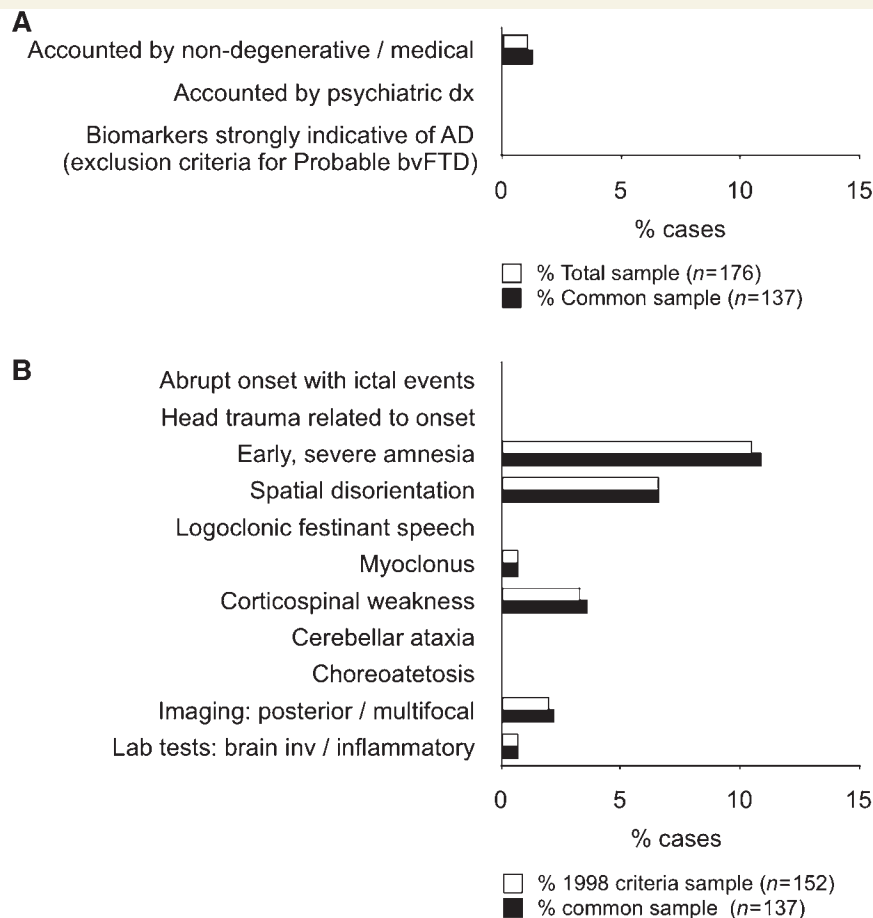 A
Accounted by non-degenerative / medical
Accounted by psychiatric dx
Biomarkers strongly indicative of AD
(exclusion criteria for Probable bvFTD)
0 5 10 15
% cases
% Total sample (n=176)
% Common sample (n=137)
B
Abrupt onset with ictal events
Head trauma related to onset
Early, severe amnesia
Spatial disorientation
Logoclonic festinant speech
Myoclonus
Corticospinal weakness
Cerebellar ataxia
Choreoatetosis
Imaging: posterior / multifocal
Lab tests: brain inv / inflammatory
0 5 10 15
% cases
% 1998 criteria sample (n=152)
% common sample (n=137)